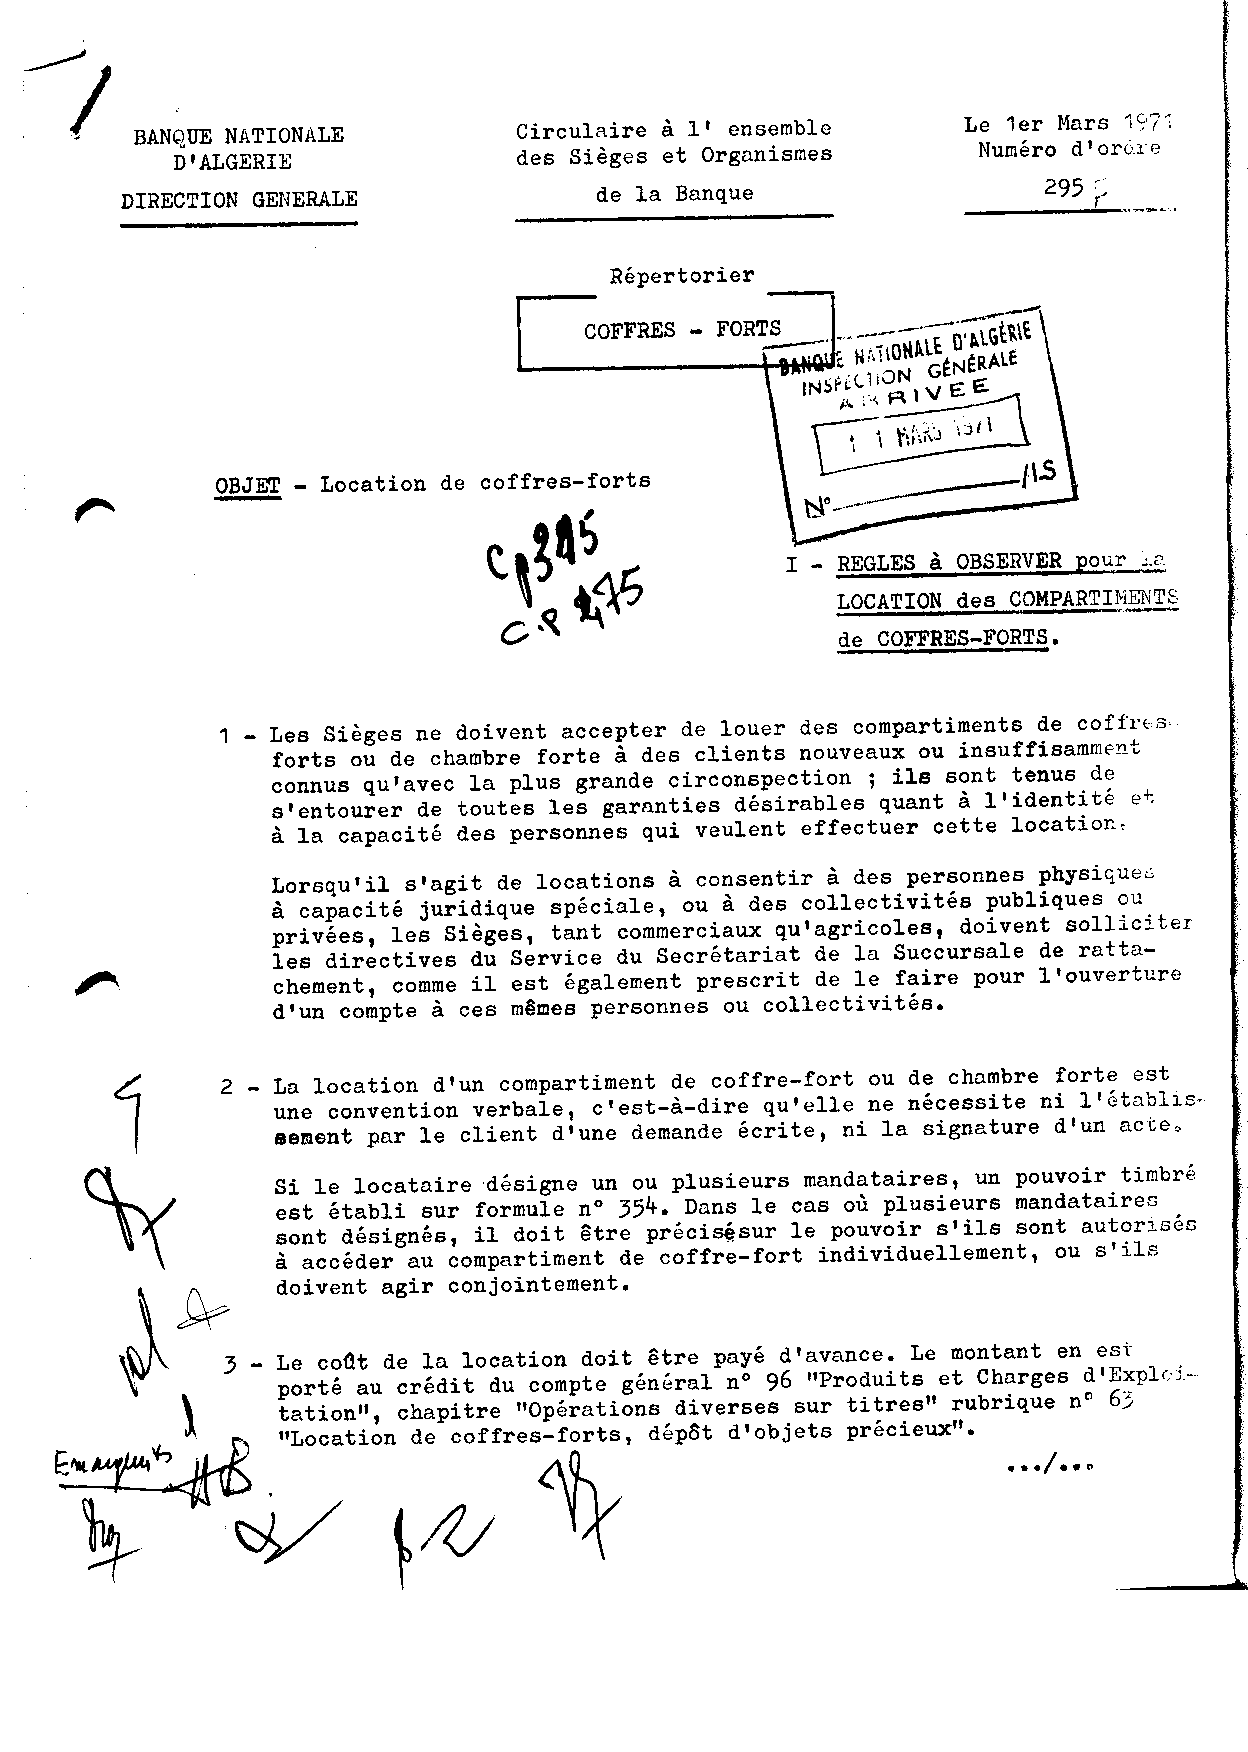 BANQUE NATIONALE
D'ALGERIE
DIRECTION GENERALE
Circulaire à l' ensemble
des Sièges et Organismes
de la Banque
Le 1er Mars 1971
Numéro d'ordre
295
Répertorier
COFFRES - FORTS
BANQUE NATIONALE D'ALGÉRIE
INSPECTION GÉNÉRALE
ARRIVEE
11 MARS 1971
N° /IS
OBJET - Location de coffres-forts
I - REGLES à OBSERVER pour la
LOCATION des COMPARTIMENTS
de COFFRES-FORTS.
1 - Les Sièges ne doivent accepter de louer des compartiments de coffres-
forts ou de chambre forte à des clients nouveaux ou insuffisamment
connus qu'avec la plus grande circonspection ; ils sont tenus de
s'entourer de toutes les garanties désirables quant à l'identité et
à la capacité des personnes qui veulent effectuer cette location.
Lorsqu'il s'agit de locations à consentir à des personnes physiques
à capacité juridique spéciale, ou à des collectivités publiques ou
privées, les Sièges, tant commerciaux qu'agricoles, doivent solliciter
les directives du Service du Secrétariat de la Succursale de ratta-
chement, comme il est également prescrit de le faire pour l'ouverture
d'un compte à ces mêmes personnes ou collectivités.
2 - La location d'un compartiment de coffre-fort ou de chambre forte est
une convention verbale, c'est-à-dire qu'elle ne nécessite ni l'établis-
sement par le client d'une demande écrite, ni la signature d'un acte.
Si le locataire désigne un ou plusieurs mandataires, un pouvoir timbré
est établi sur formule n° 354. Dans le cas où plusieurs mandataires
sont désignés, il doit être précisésur le pouvoir s'ils sont autorisés
à accéder au compartiment de coffre-fort individuellement, ou s'ils
doivent agir conjointement.
3 - Le coût de la location doit être payé d'avance. Le montant en est
porté au crédit du compte général n° 96 "Produits et Charges d'Exploi-
tation", chapitre "Opérations diverses sur titres" rubrique n° 63
"Location de coffres-forts, dépôt d'objets précieux".
.../...